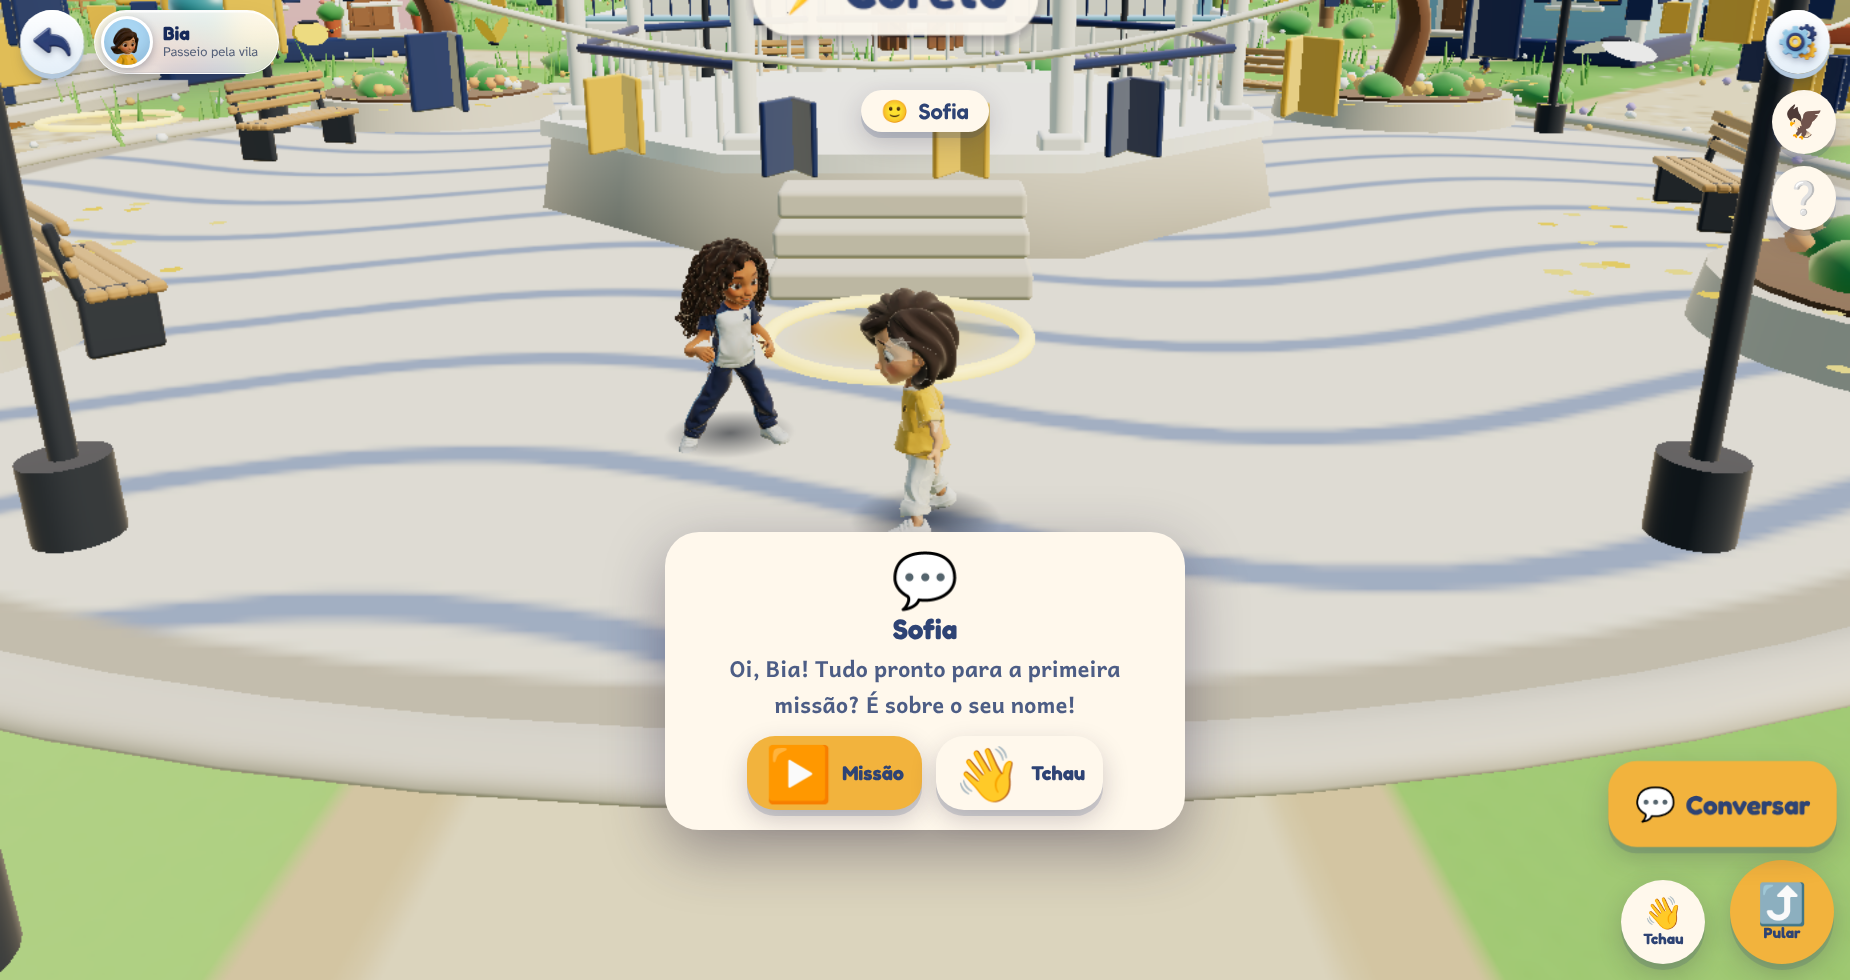 Coreto
Bia
Passeio pela vila
Sofia
Sofia
Oi, Bia! Tudo pronto para a primeira
missão? É sobre o seu nome!
Missão
Tchau
Conversar
Tchau
Pular